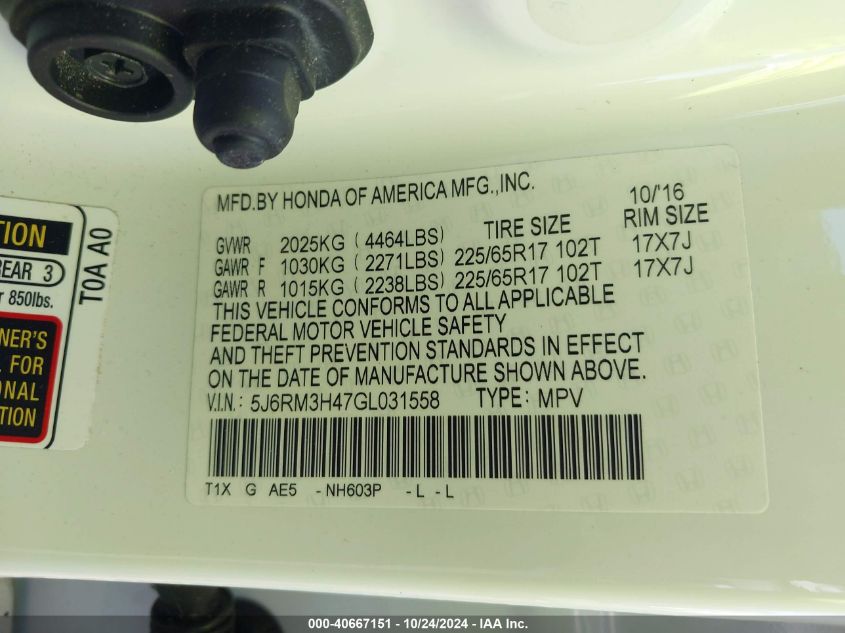 MFD.BY HONDA OF AMERICA MFG.,INC. 10/'16
TIRE SIZE RIM SIZE
GVWR 2025KG ( 4464LBS)
GAWR F 1030KG ( 2271LBS) 225/65R17 102T 17X7J
GAWR R 1015KG ( 2238LBS) 225/65R17 102T 17X7J
THIS VEHICLE CONFORMS TO ALL APPLICABLE
FEDERAL MOTOR VEHICLE SAFETY
AND THEFT PREVENTION STANDARDS IN EFFECT
ON THE DATE OF MANUFACTURE SHOWN ABOVE.
V.I.N.: 5J6RM3H47GL031558 TYPE: MPV
T1X G AE5 -NH603P -L -L
ION
REAR 3
r 850lbs.
T0A A0
NER'S
L FOR
ONAL
TION
000-40667151 - 10/24/2024 - IAA Inc.